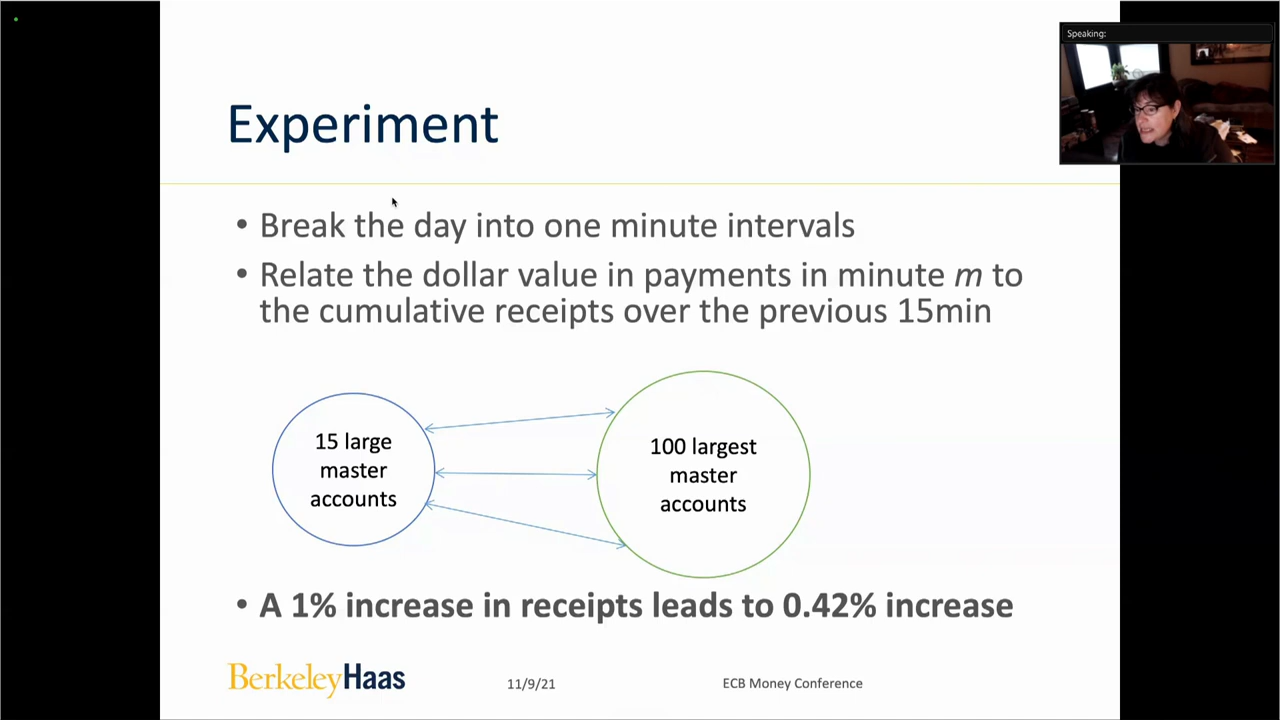 Speaking:
Experiment
• Break the day into one minute intervals
• Relate the dollar value in payments in minute m to
the cumulative receipts over the previous 15min
15 large
master
accounts
100 largest
master
accounts
• A 1% increase in receipts leads to 0.42% increase
BerkeleyHaas
11/9/21
ECB Money Conference